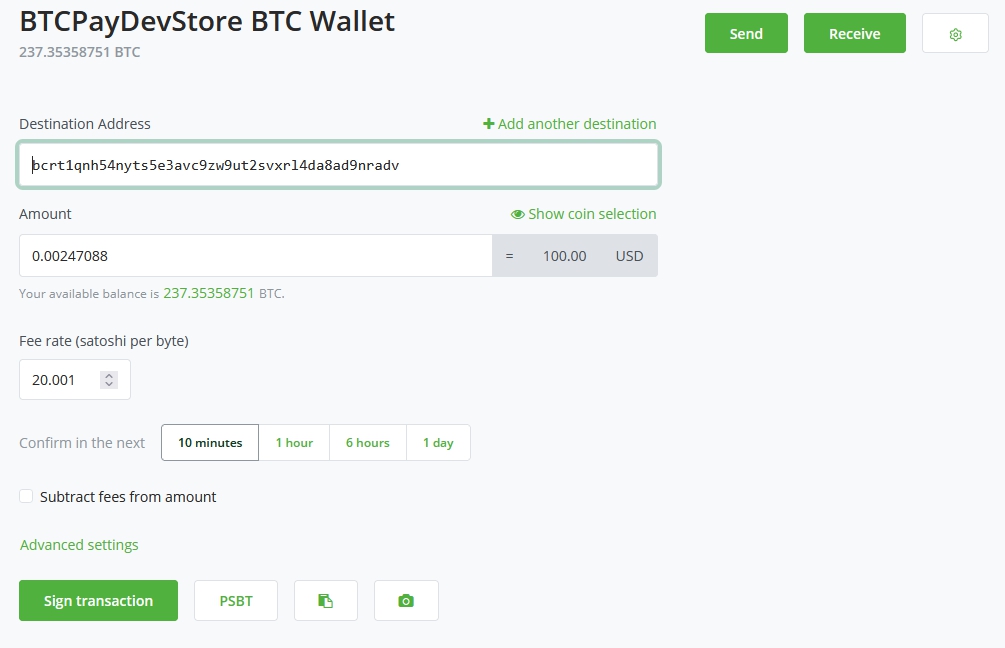 BTCPayDevStore BTC Wallet
237.35358751 BTC
Send Receive
Destination Address Add another destination
bcrt1qnh54nyts5e3avc9zw9ut2svxrl4da8ad9nradv
Amount Show coin selection
0.00247088 = 100.00 USD
Your available balance is 237.35358751 BTC.
Fee rate (satoshi per byte)
20.001
Confirm in the next 10 minutes 1 hour 6 hours 1 day
Subtract fees from amount
Advanced settings
Sign transaction PSBT